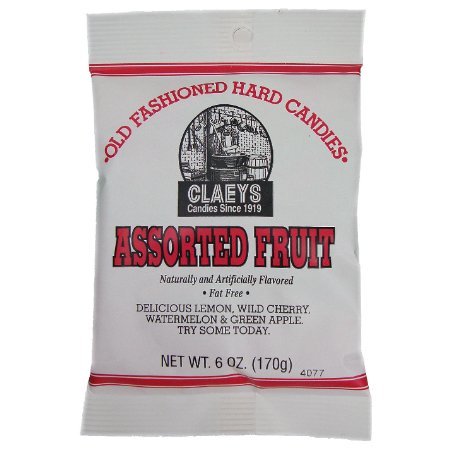 •OLD FASHIONED HARD CANDIES•
CLAEYS
Candies Since 1919
ASSORTED FRUIT
Naturally and Artificially Flavored
• Fat Free •
DELICIOUS LEMON, WILD CHERRY,
WATERMELON & GREEN APPLE.
TRY SOME TODAY.
NET WT. 6 OZ. (170g)
4077